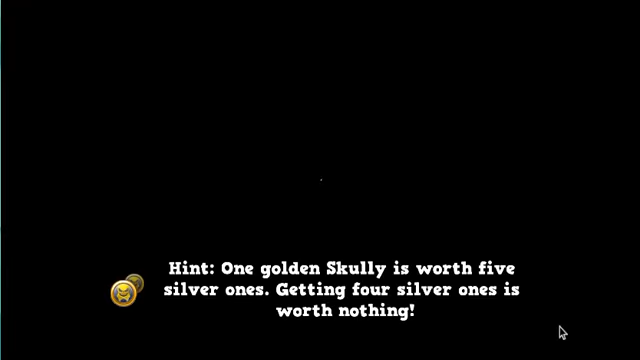 Hint: One golden Skully is worth five
silver ones. Getting four silver ones is
worth nothing!